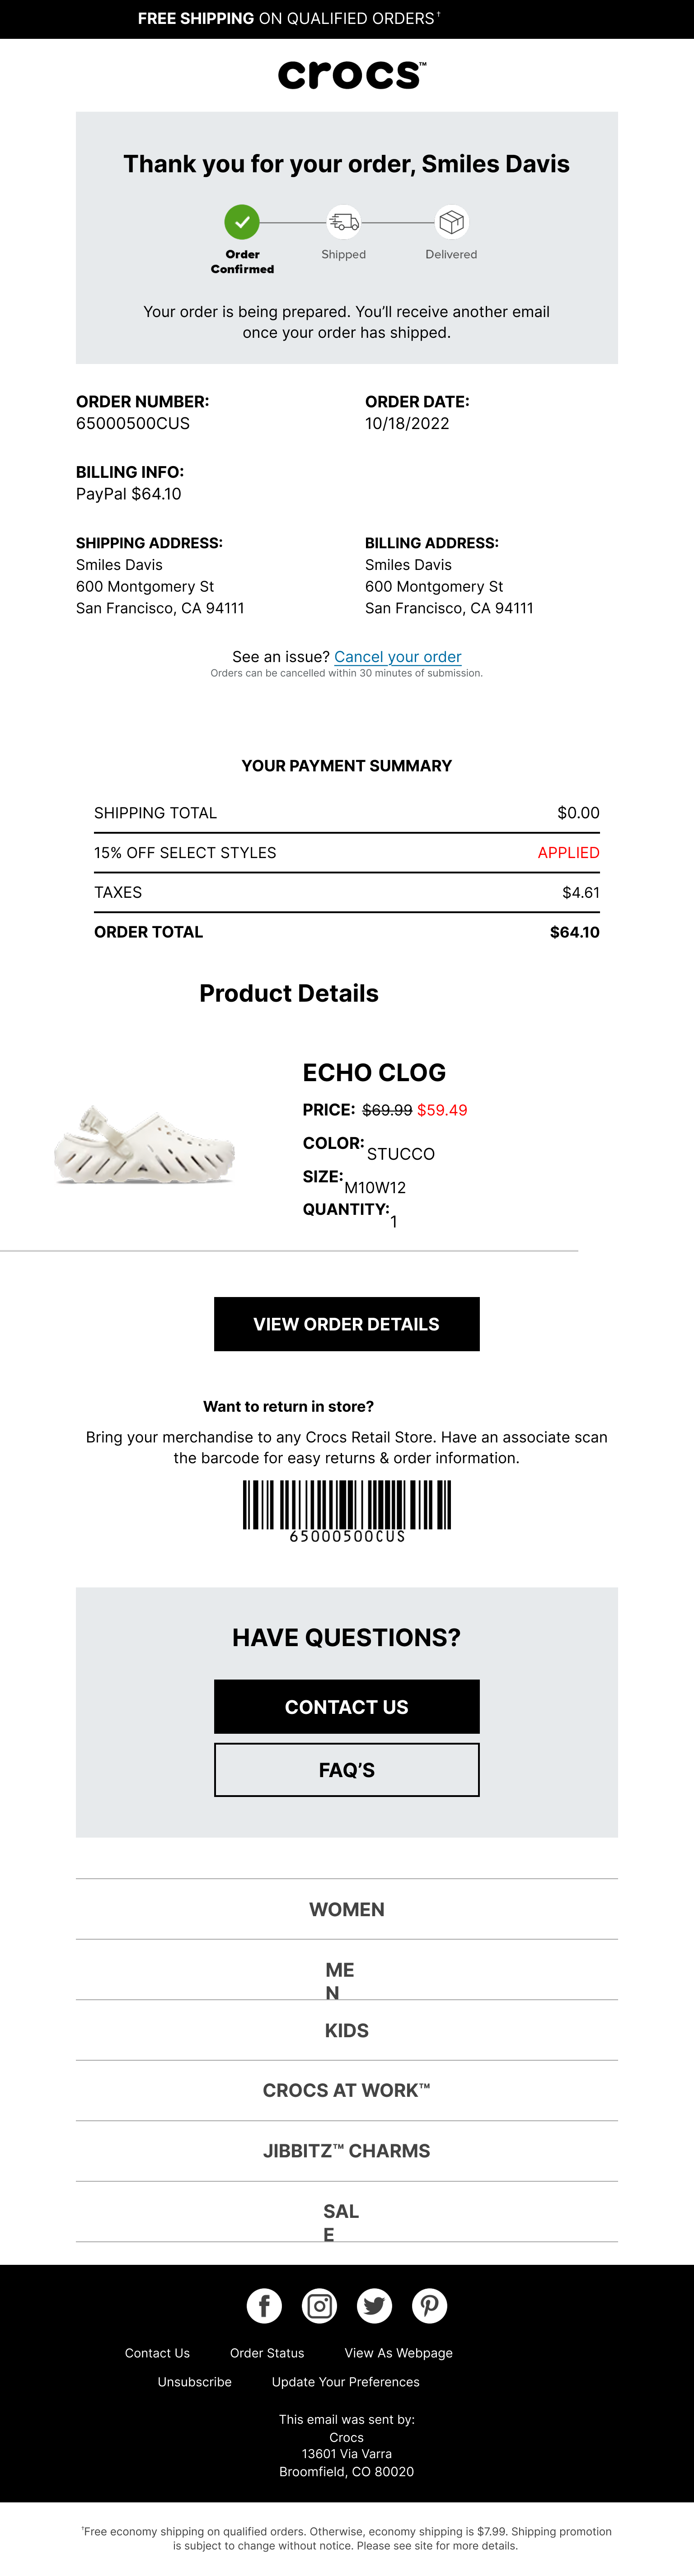 FREE SHIPPING ON QUALIFIED ORDERS†
crocs™
Thank you for your order, Smiles Davis
Order
Confirmed
Shipped
Delivered
Your order is being prepared. You’ll receive another email
once your order has shipped.
ORDER NUMBER:
65000500CUS
ORDER DATE:
10/18/2022
BILLING INFO:
PayPal $64.10
SHIPPING ADDRESS:
Smiles Davis
600 Montgomery St
San Francisco, CA 94111
BILLING ADDRESS:
Smiles Davis
600 Montgomery St
San Francisco, CA 94111
See an issue? Cancel your order
Orders can be cancelled within 30 minutes of submission.
YOUR PAYMENT SUMMARY
SHIPPING TOTAL $0.00
15% OFF SELECT STYLES APPLIED
TAXES $4.61
ORDER TOTAL $64.10
Product Details
ECHO CLOG
PRICE: $69.99 $59.49
COLOR: STUCCO
SIZE: M10W12
QUANTITY: 1
VIEW ORDER DETAILS
Want to return in store?
Bring your merchandise to any Crocs Retail Store. Have an associate scan
the barcode for easy returns & order information.
65000500CUS
HAVE QUESTIONS?
CONTACT US
FAQ’S
WOMEN
ME
N
KIDS
CROCS AT WORK™
JIBBITZ™ CHARMS
SAL
E
Contact Us Order Status View As Webpage
Unsubscribe Update Your Preferences
This email was sent by:
Crocs
13601 Via Varra
Broomfield, CO 80020
†Free economy shipping on qualified orders. Otherwise, economy shipping is $7.99. Shipping promotion
is subject to change without notice. Please see site for more details.